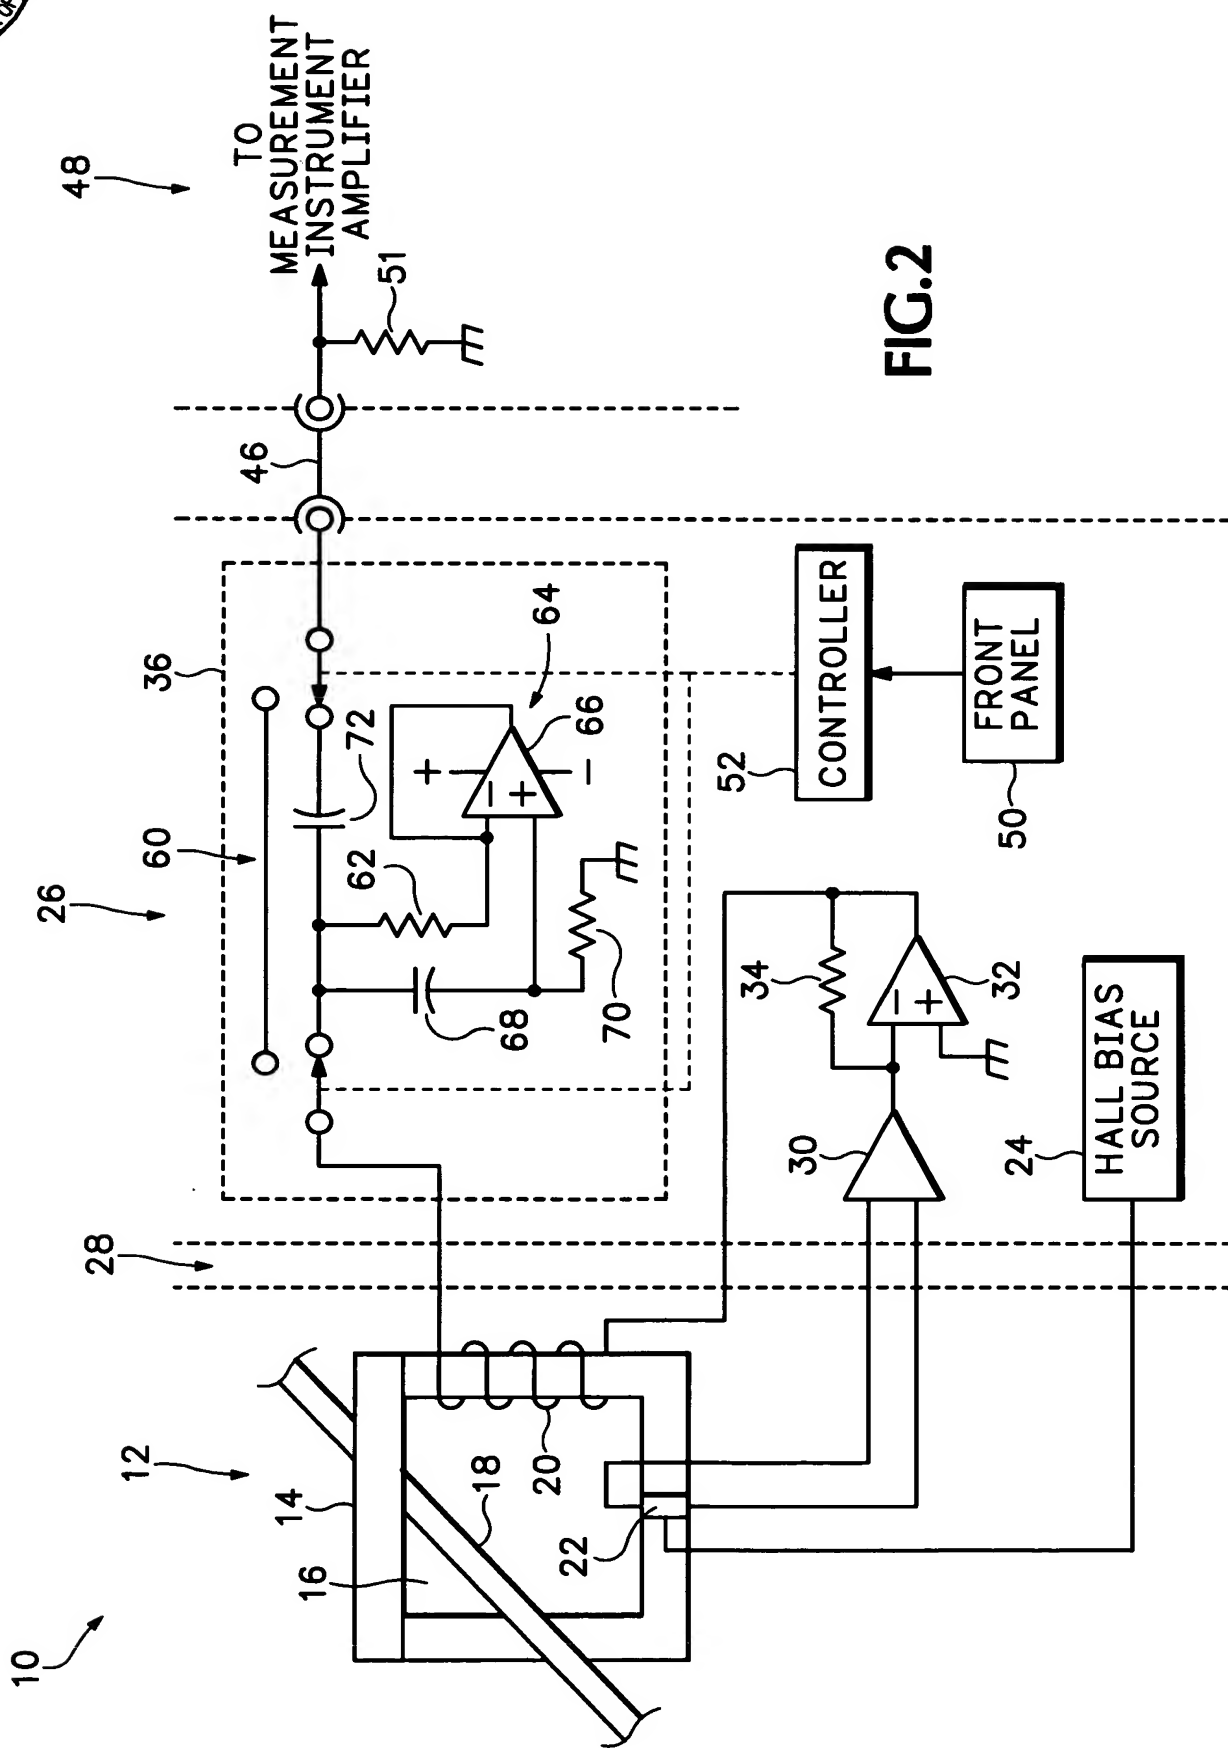 TO
MEASUREMENT
INSTRUMENT
AMPLIFIER
48
51
46
FIG.2
36
64
66
72
60
62
26
68
70
CONTROLLER
52
FRONT
PANEL
50
34
32
30
HALL BIAS
SOURCE
24
28
12
14
16
18
20
22
10
+
−
−
+
−
+
OF